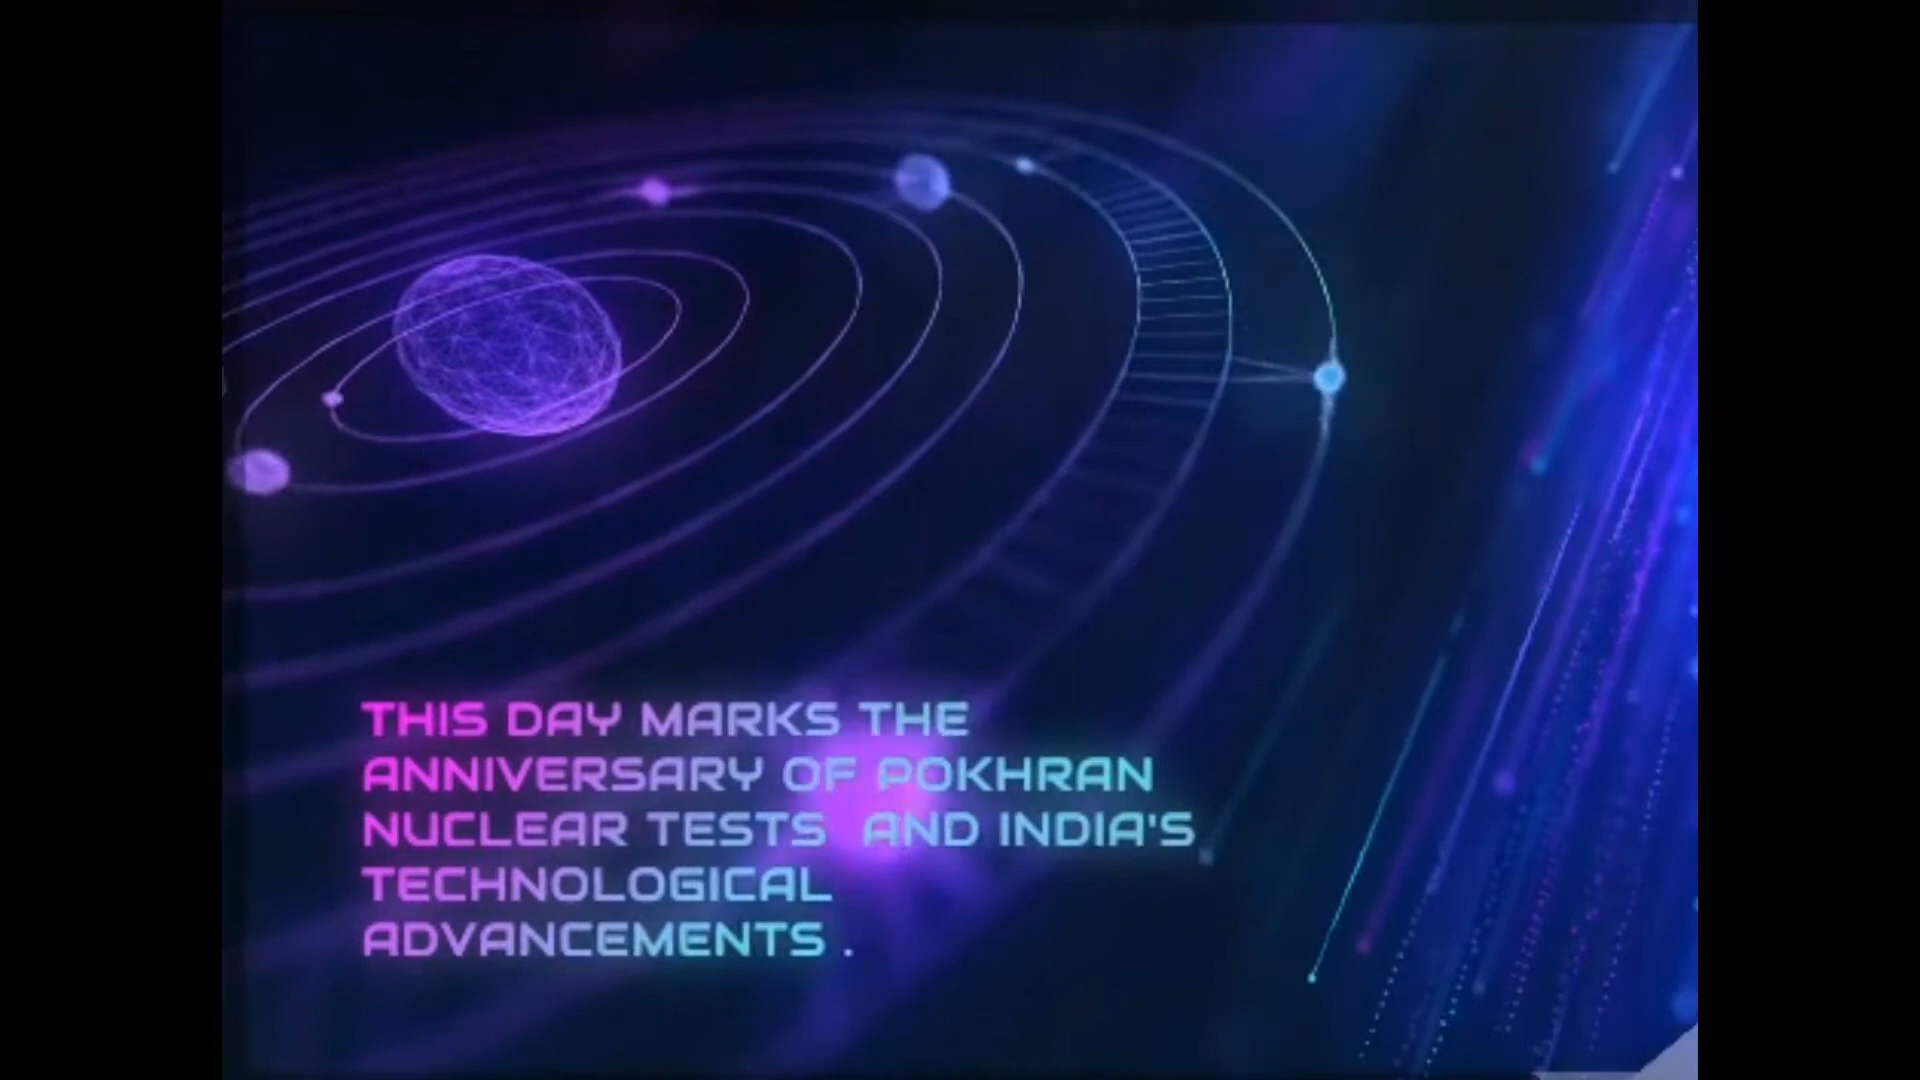 THIS DAY MARKS THE
ANNIVERSARY OF POKHRAN
NUCLEAR TESTS AND INDIA'S
TECHNOLOGICAL
ADVANCEMENTS .